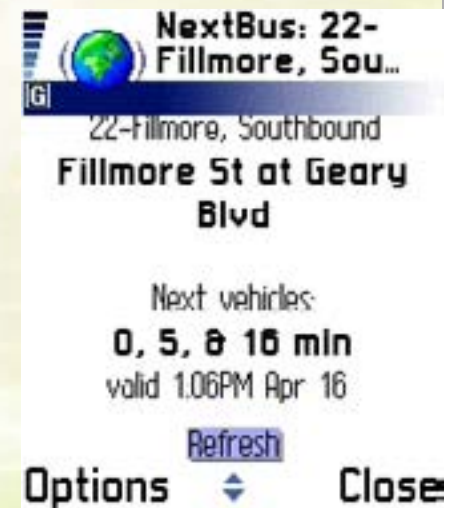 NextBus: 22-
Fillmore, Sou...
G
22-Fillmore, Southbound
Fillmore St at Geary
Blvd
Next vehicles:
0, 5, & 16 min
valid 1:06PM Apr 16
Refresh
Options Close